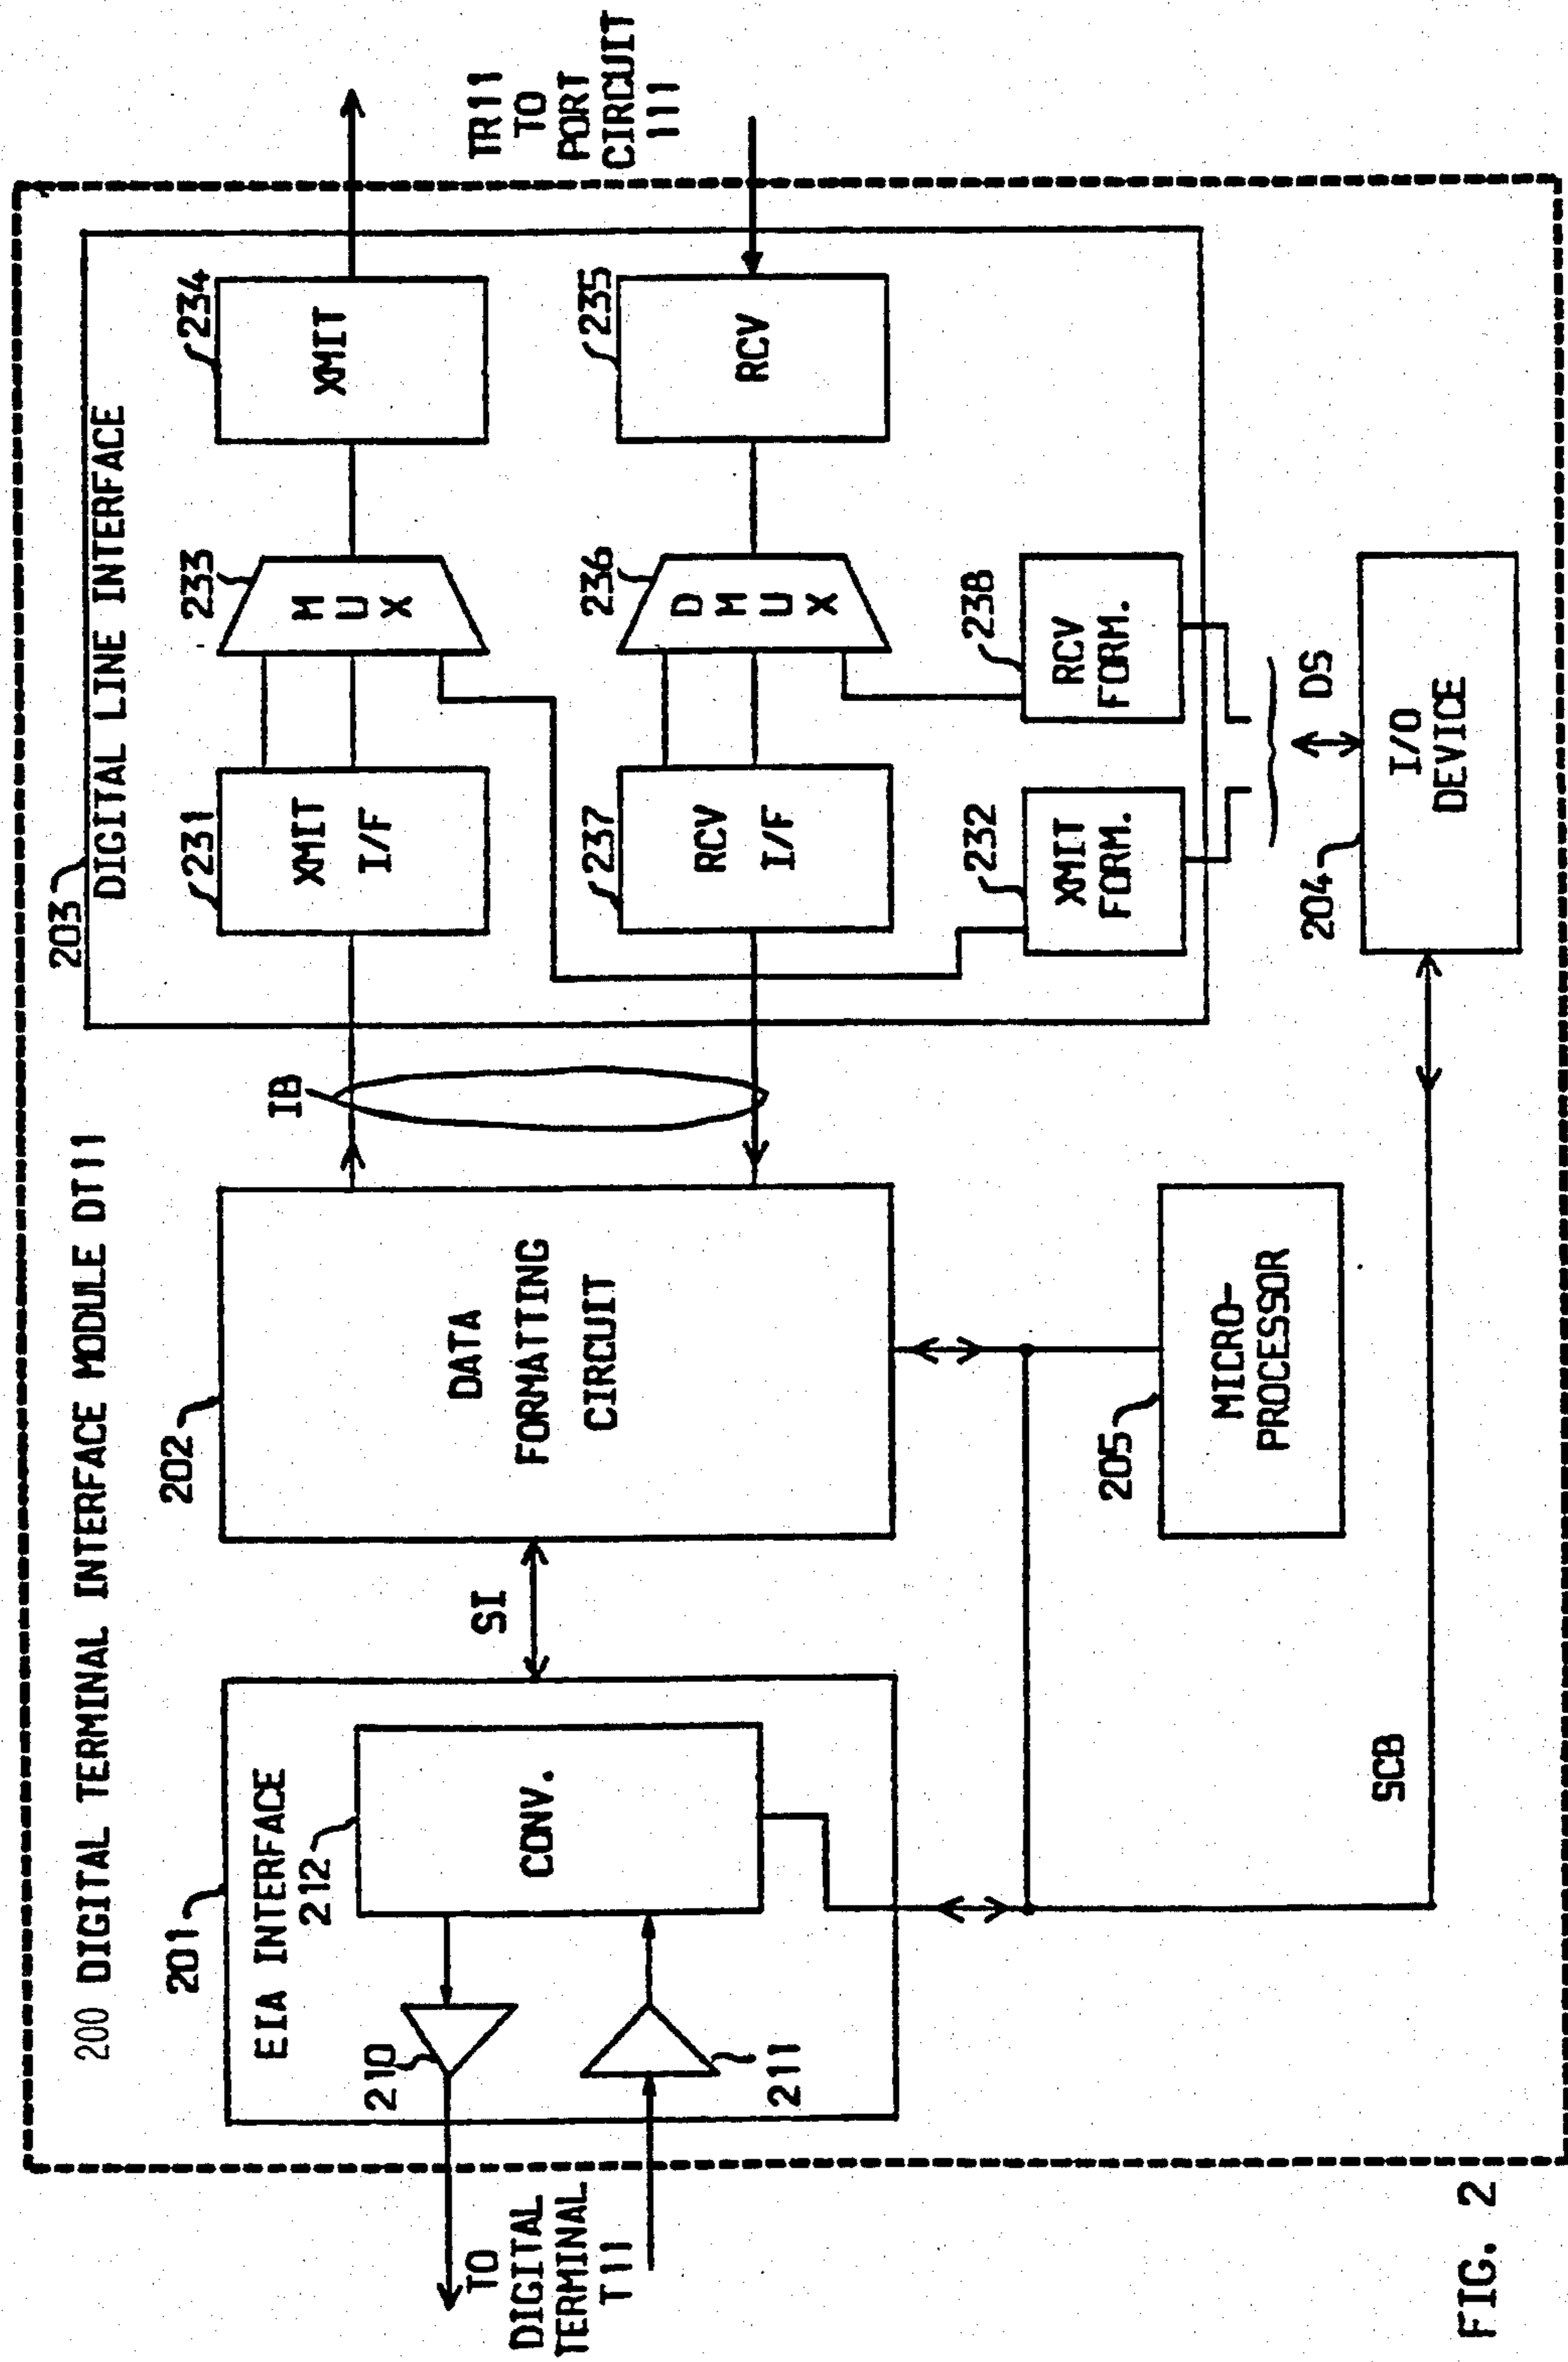 200 DIGITAL TERMINAL INTERFACE MODULE DT11
201
EIA INTERFACE
212
CONV.
210
211
TO
DIGITAL
TERMINAL
T11
SI
202
DATA
FORMATTING
CIRCUIT
205
MICRO-
PROCESSOR
SCB
IB
203
DIGITAL LINE INTERFACE
231
XMIT
I/F
233
MUX
234
XMIT
237
RCV
I/F
236
DMUX
235
RCV
232
XMIT
FORM.
238
RCV
FORM.
DS
204
I/O
DEVICE
TR11
TO
PORT
CIRCUIT
111
FIG. 2